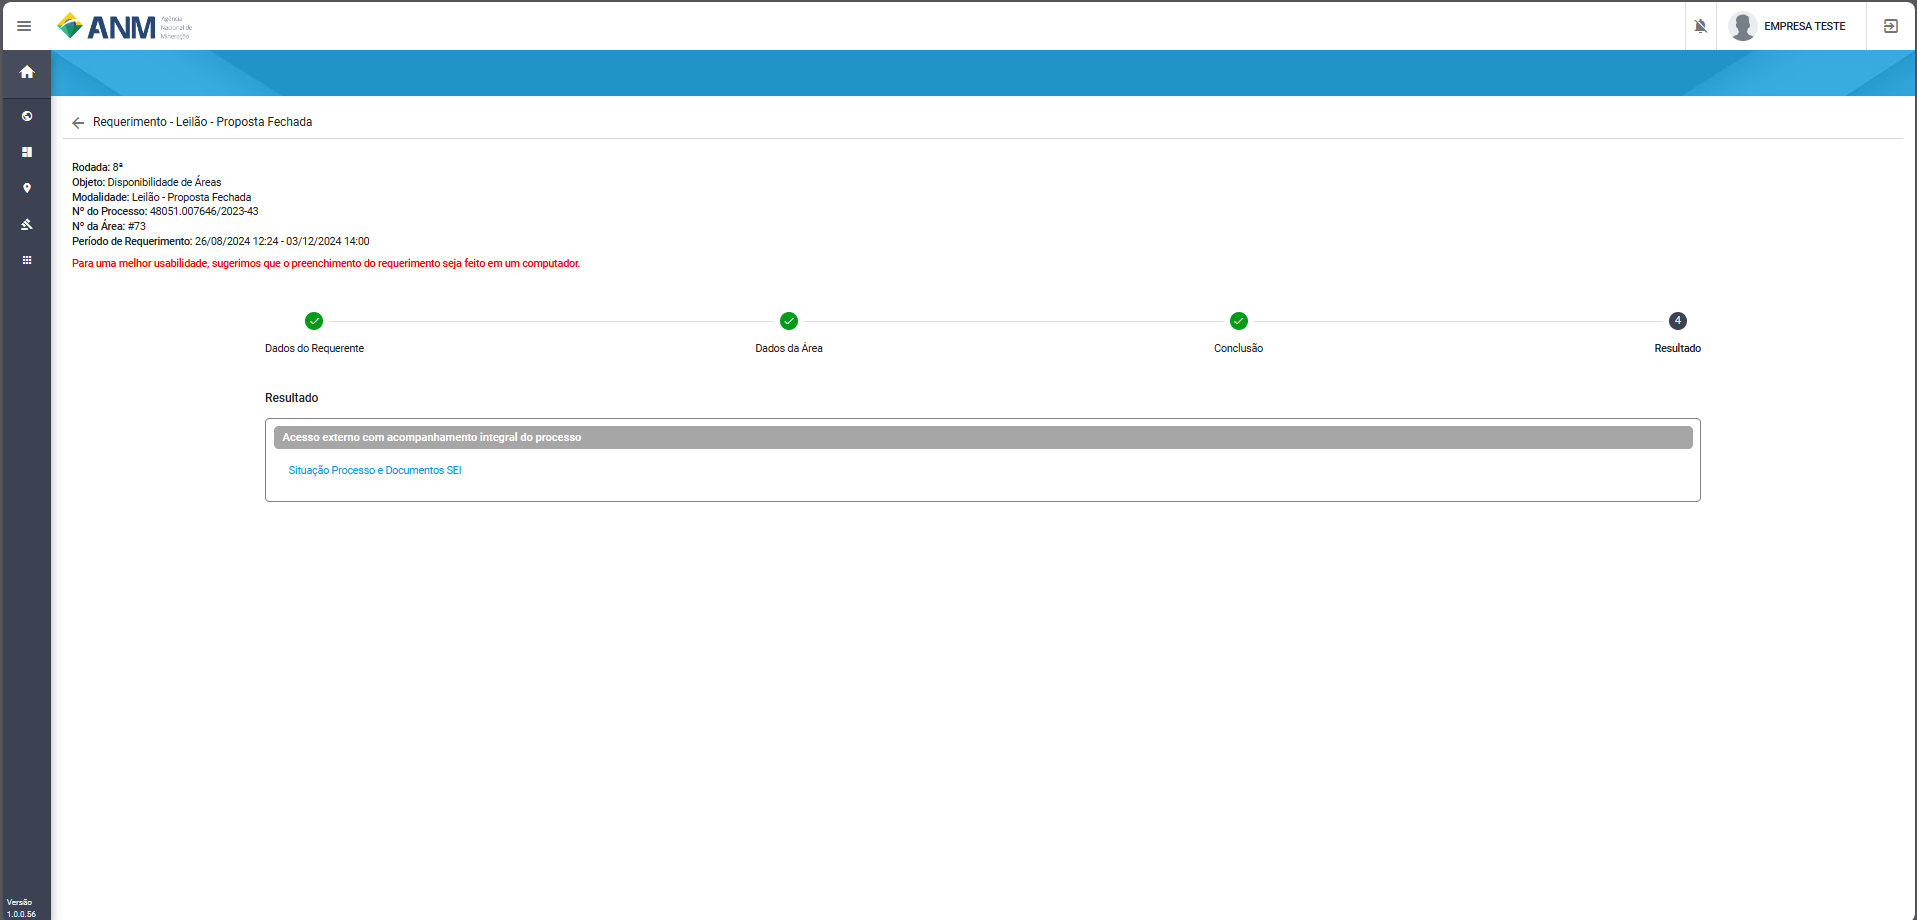 ANM
Agência
Nacional de
Mineração
EMPRESA TESTE
Requerimento - Leilão - Proposta Fechada
Rodada: 8ª
Objeto: Disponibilidade de Áreas
Modalidade: Leilão - Proposta Fechada
Nº do Processo: 48051.007646/2023-43
Nº da Área: #73
Período de Requerimento: 26/08/2024 12:24 - 03/12/2024 14:00
Para uma melhor usabilidade, sugerimos que o preenchimento do requerimento seja feito em um computador.
4
Dados do Requerente
Dados da Área
Conclusão
Resultado
Resultado
Acesso externo com acompanhamento integral do processo
Situação Processo e Documentos SEI
Versão
1.0.0.56